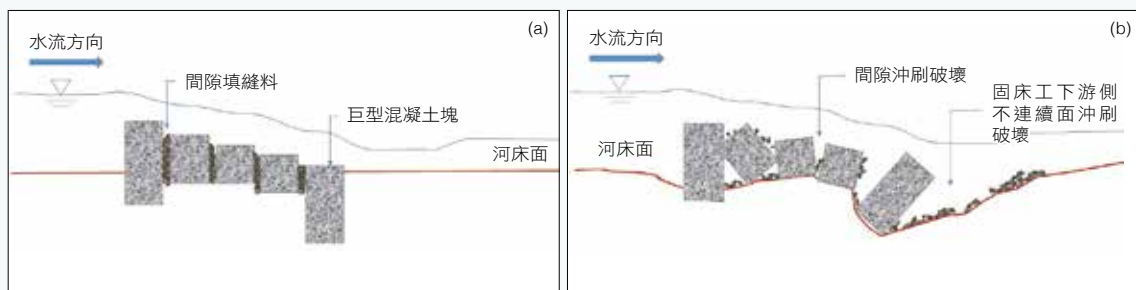 (a)
水流方向
間隙填縫料
巨型混凝土塊
河床面
(b)
水流方向
間隙沖刷破壞
固床工下游側
不連續面沖刷
破壞
河床面